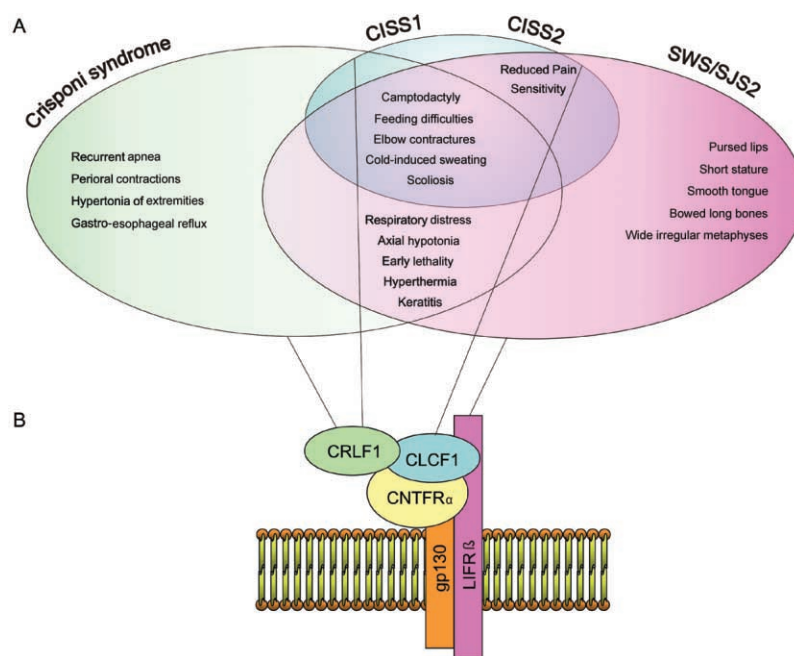 A
Crisponi syndrome
CISS1
CISS2
SWS/SJS2
Reduced Pain
Sensitivity
Camptodactyly
Feeding difficulties
Elbow contractures
Cold-induced sweating
Scoliosis
Recurrent apnea
Perioral contractions
Hypertonia of extremities
Gastro-esophageal reflux
Pursed lips
Short stature
Smooth tongue
Bowed long bones
Wide irregular metaphyses
Respiratory distress
Axial hypotonia
Early lethality
Hyperthermia
Keratitis
B
CRLF1
CLCF1
CNTFRα
gp130
LIFRß